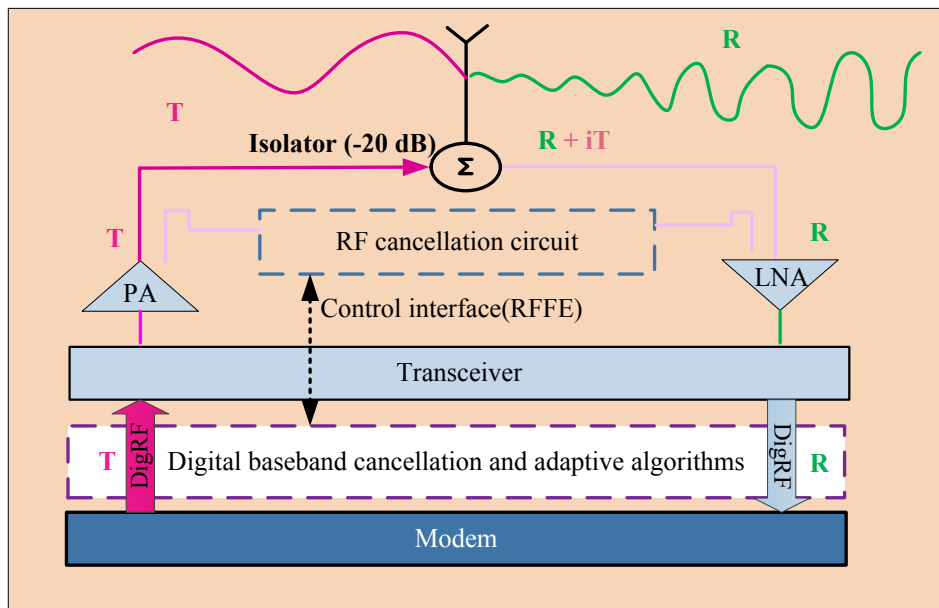 R
T
Isolator (-20 dB)
R + iT
Σ
T
RF cancellation circuit
R
PA
LNA
Control interface(RFFE)
Transceiver
DigRF
DigRF
T
Digital baseband cancellation and adaptive algorithms
R
Modem